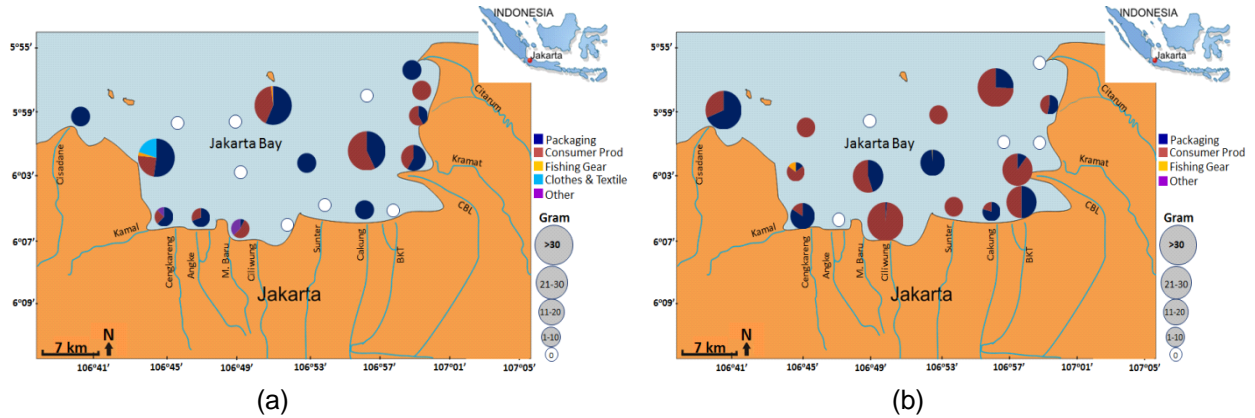 INDONESIA
Jakarta
5°55′
5°59′
6°03′
6°07′
6°09′
Jakarta Bay
Cisadane
Citarum
Kramat
CBL
Kamal
Cengkareng
Angke
M. Baru
Ciliwung
Sunter
Cakung
BKT
Jakarta
7 km
N
Packaging
Consumer Prod
Fishing Gear
Clothes & Textile
Other
Gram
>30
21-30
11-20
1-10
0
106°41′ 106°45′ 106°49′ 106°53′ 106°57′ 107°01′ 107°05′
(a)
INDONESIA
Jakarta
5°55′
5°59′
6°03′
6°07′
6°09′
Jakarta Bay
Cisadane
Citarum
Kramat
CBL
Kamal
Cengkareng
Angke
M. Baru
Ciliwung
Sunter
Cakung
BKT
Jakarta
7 km
N
Packaging
Consumer Prod
Fishing Gear
Other
Gram
>30
21-30
11-20
1-10
0
106°41′ 106°45′ 106°49′ 106°53′ 106°57′ 107°01′ 107°05′
(b)